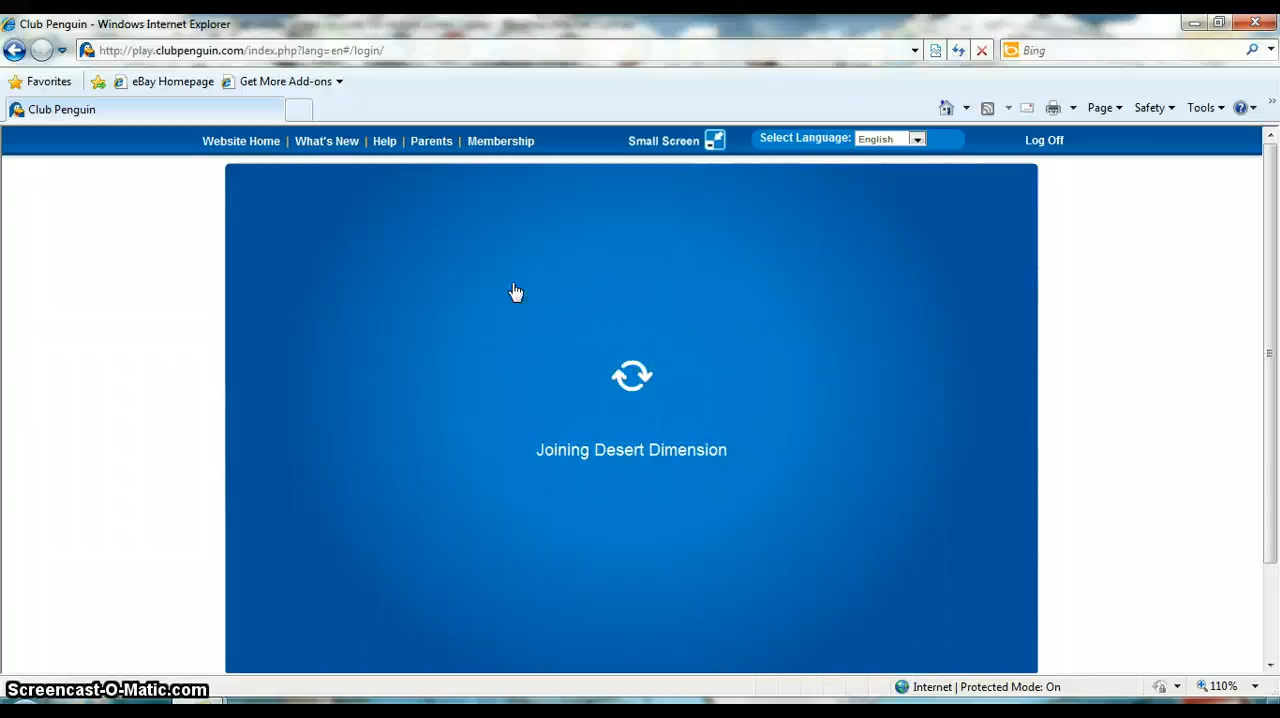 Club Penguin - Windows Internet Explorer
http://play.clubpenguin.com/index.php?lang=en#/login/
Bing
Favorites
eBay Homepage
Get More Add-ons
Club Penguin
Page
Safety
Tools
Website Home | What's New | Help | Parents | Membership
Small Screen
Select Language: English
Log Off
Joining Desert Dimension
Screencast-O-Matic.com
Internet | Protected Mode: On
110%